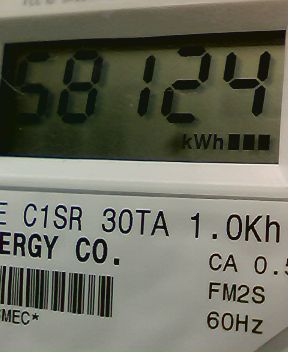 58124
kWh
E C1SR 30TA 1.0Kh
ERGY CO.
CA 0.5
FM2S
MEC*
60Hz